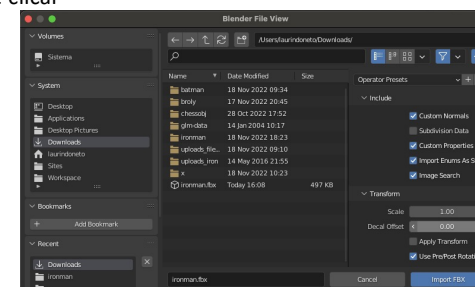 e clicar
Blender File View
Volumes
Sistema
System
Desktop
Applications
Desktop Pictures
Downloads
laurindoneto
Sites
Workspace
Bookmarks
Add Bookmark
Recent
Downloads
ironman
/Users/laurindoneto/Downloads/
Name Date Modified Size
batman 18 Nov 2022 09:34
broly 17 Nov 2022 20:45
chessobj 28 Oct 2022 17:52
glm-data 14 Jan 2004 10:17
ironman 18 Nov 2022 18:23
uploads_file... 18 Nov 2022 09:10
uploads_iron 14 May 2016 21:55
x 18 Nov 2022 10:23
ironman.fbx Today 16:08 497 KB
ironman.fbx
Operator Presets
Include
Custom Normals
Subdivision Data
Custom Properties
Import Enums As S
Image Search
Transform
Scale 1.00
Decal Offset 0.00
Apply Transform
Use Pre/Post Rotati
Cancel Import FBX